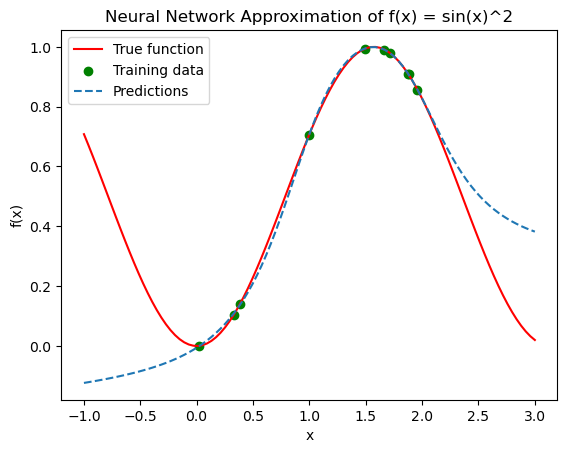 Neural Network Approximation of f(x) = sin(x)^2
True function
Training data
Predictions
1.0
0.8
0.6
0.4
0.2
0.0
f(x)
−1.0 −0.5 0.0 0.5 1.0 1.5 2.0 2.5 3.0
x